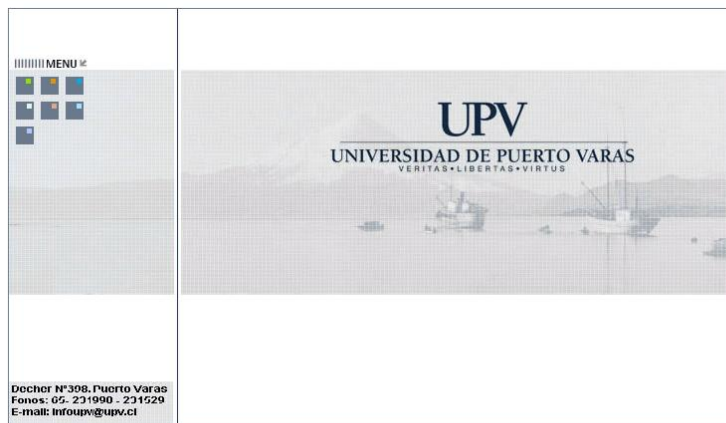 MENU
UPV
UNIVERSIDAD DE PUERTO VARAS
VERITAS•LIBERTAS•VIRTUS
Decher N°398. Puerto Varas
Fonos: 65- 231990 - 231529
E-mail: infoupv@upv.cl